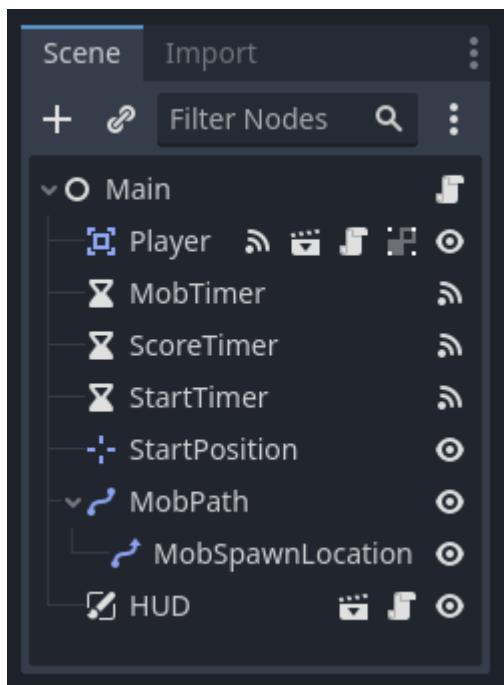 Scene Import
Filter Nodes
Main
Player
MobTimer
ScoreTimer
StartTimer
StartPosition
MobPath
MobSpawnLocation
HUD